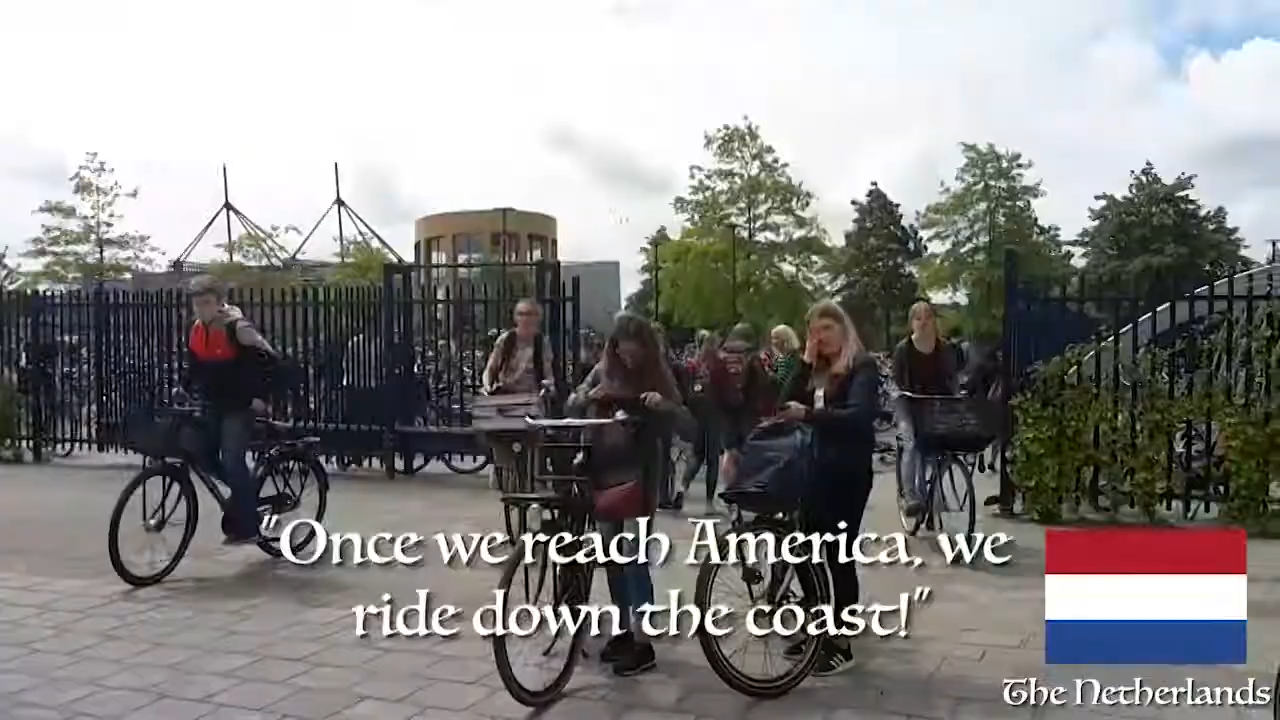 "Once we reach America, we
ride down the coast!"
The Netherlands